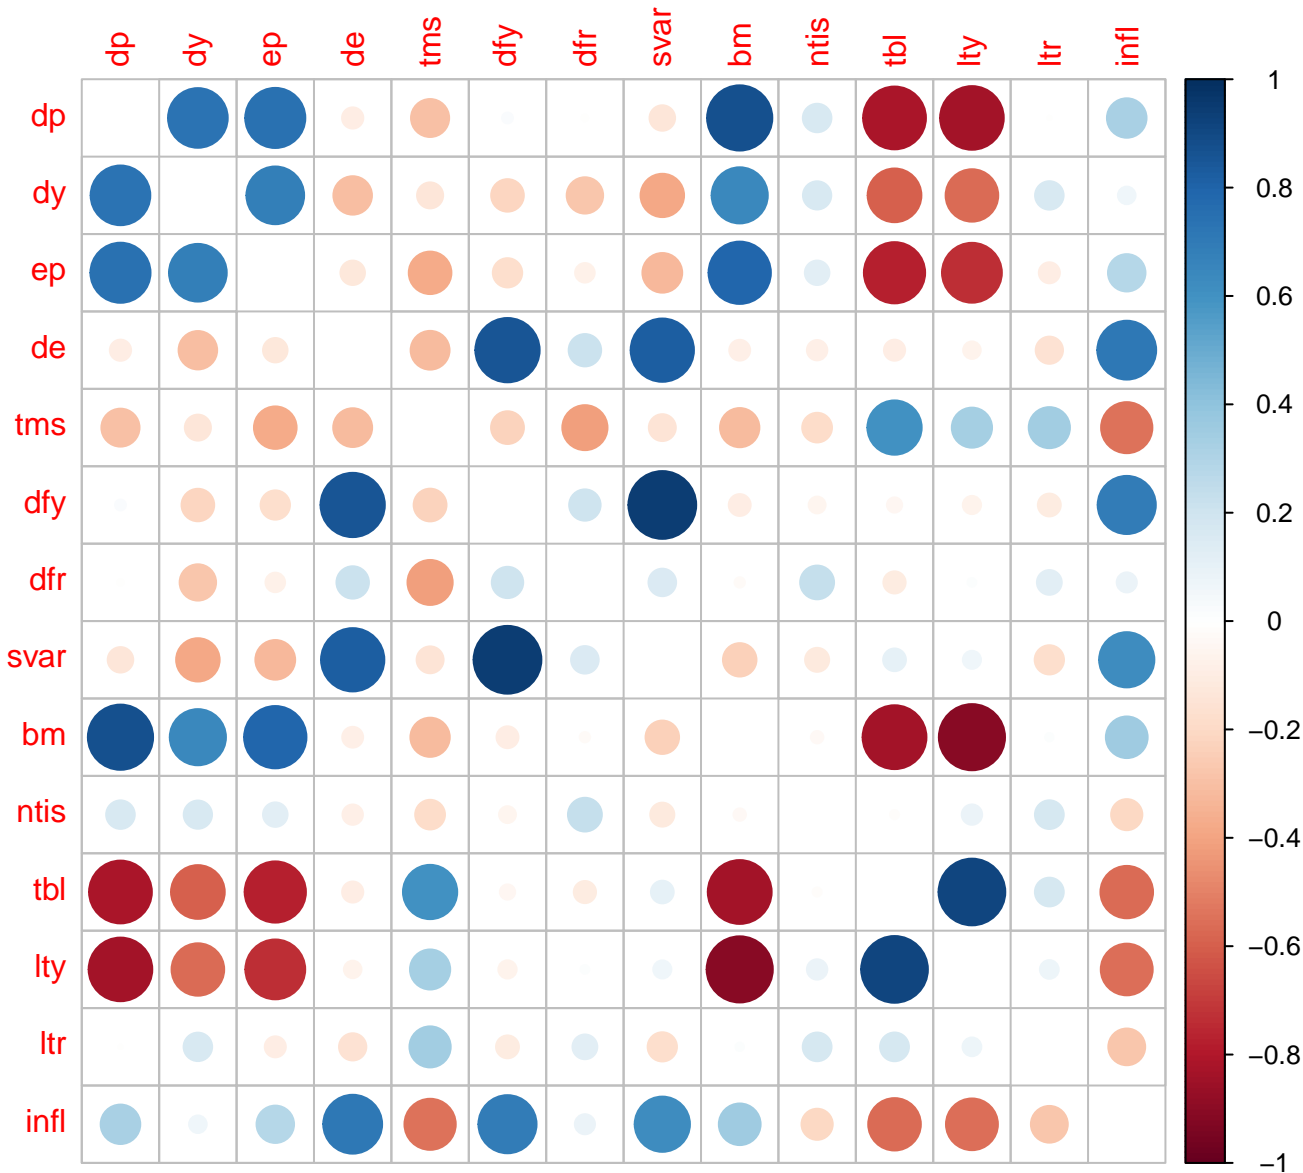 dp dy ep de tms dfy dfr svar bm ntis tbl lty ltr infl
dp
dy
ep
de
tms
dfy
dfr
svar
bm
ntis
tbl
lty
ltr
infl
1
0.8
0.6
0.4
0.2
0
−0.2
−0.4
−0.6
−0.8
−1